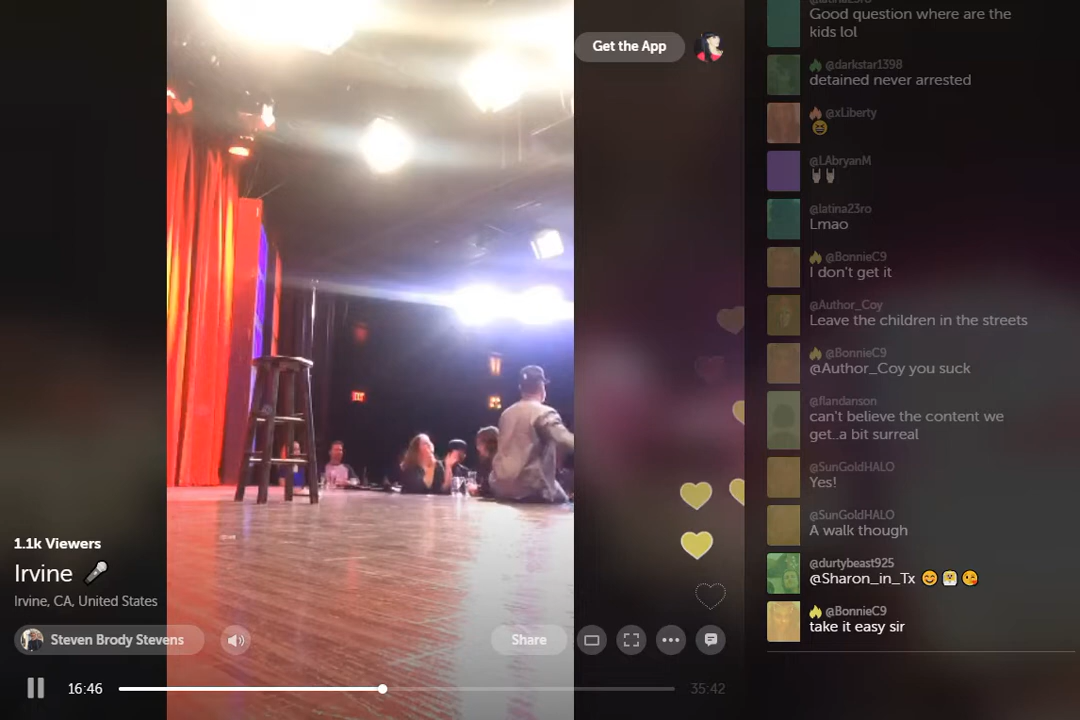 Get the App
1.1k Viewers
Irvine 🎤
Irvine, CA, United States
Steven Brody Stevens
Share
16:46
35:42
@latina23ro
Good question where are the
kids lol
@darkstar1398
detained never arrested
@xLiberty
😆
@LAbryanM
🤘🤘
@latina23ro
Lmao
@BonnieC9
I don't get it
@Author_Coy
Leave the children in the streets
@BonnieC9
@Author_Coy you suck
@flandanson
can't believe the content we
get..a bit surreal
@SunGoldHALO
Yes!
@SunGoldHALO
A walk though
@durtybeast925
@Sharon_in_Tx
@BonnieC9
take it easy sir